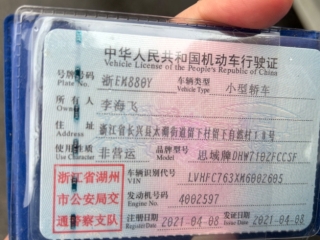 中华人民共和国机动车行驶证
Vehicle License of the People's Republic of China
号牌号码 浙EM880Y 车辆类型 小型轿车
Plate No. Vehicle Type
所有人 李海飞
Owner
住址 浙江省长兴县太湖街道留下村
Address
使用性质 非营运 品牌型号 思域牌DHW7102FCCSF
Use Character Model
浙江省湖州 车辆识别代号 LVHFC763XM6002605
VIN
市公安局交 发动机号码 4002597
Engine No.
通警察支队 注册日期 2021-04-08 发证日期 2021-04-08
Register Date Issue Date